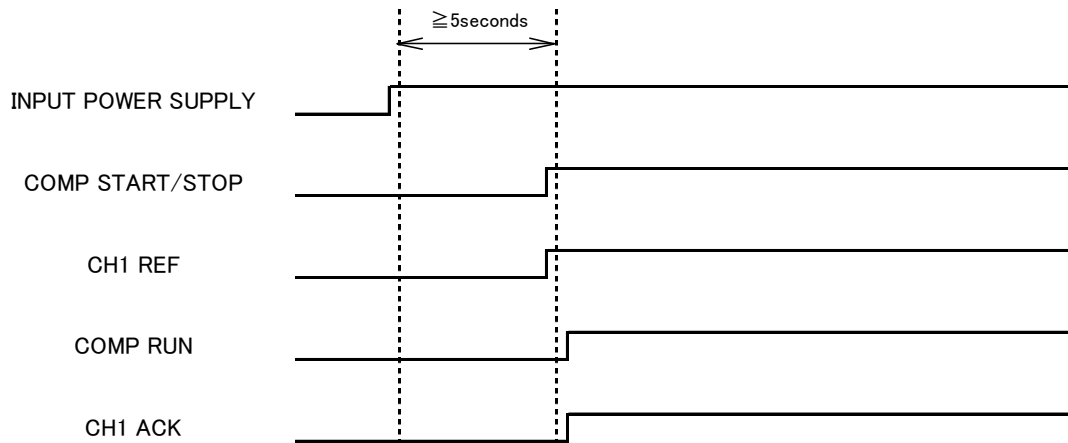 ≧5seconds
INPUT POWER SUPPLY
COMP START/STOP
CH1 REF
COMP RUN
CH1 ACK